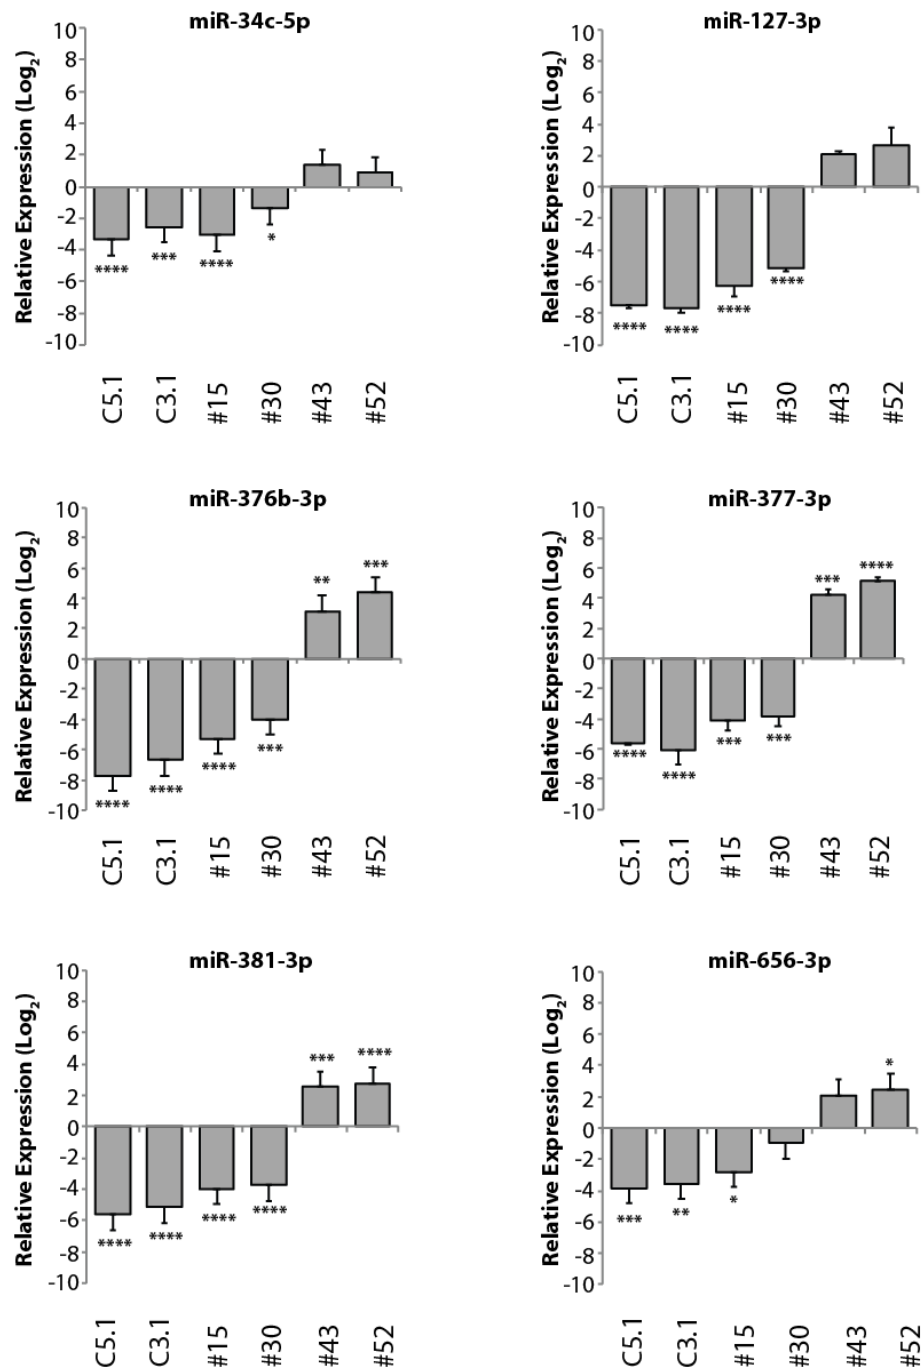 miR-34c-5p
Relative Expression (Log2)
10
8
6
4
2
0
-2
-4
-6
-8
-10
**** *** **** *
C5.1 C3.1 #15 #30 #43 #52
miR-127-3p
Relative Expression (Log2)
10
8
6
4
2
0
-2
-4
-6
-8
-10
**** **** **** ****
C5.1 C3.1 #15 #30 #43 #52
miR-376b-3p
Relative Expression (Log2)
10
8
6
4
2
0
-2
-4
-6
-8
-10
**** **** **** *** ** ***
C5.1 C3.1 #15 #30 #43 #52
miR-377-3p
Relative Expression (Log2)
10
8
6
4
2
0
-2
-4
-6
-8
-10
**** **** *** *** *** ****
C5.1 C3.1 #15 #30 #43 #52
miR-381-3p
Relative Expression (Log2)
10
8
6
4
2
0
-2
-4
-6
-8
-10
**** **** **** **** *** ****
C5.1 C3.1 #15 #30 #43 #52
miR-656-3p
Relative Expression (Log2)
10
8
6
4
2
0
-2
-4
-6
-8
-10
*** ** * *
C5.1 C3.1 #15 #30 #43 #52